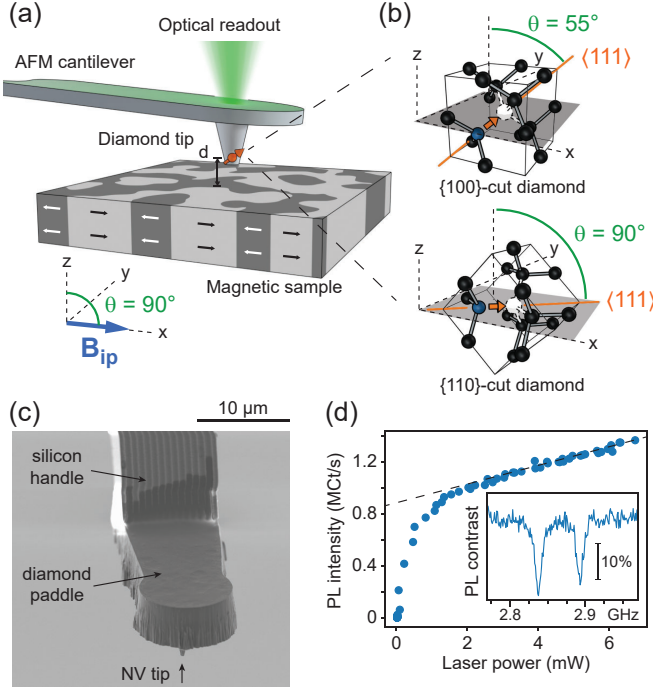 (a)
Optical readout
AFM cantilever
Diamond tip
d
Magnetic sample
z
y
θ = 90°
x
B_ip
(b)
θ = 55°
z
y
⟨111⟩
x
{100}-cut diamond
θ = 90°
z
y
⟨111⟩
x
{110}-cut diamond
(c)
10 μm
silicon
handle
diamond
paddle
NV tip
(d)
PL intensity (MCt/s)
1.2
0.8
0.4
0
0
2
4
6
Laser power (mW)
PL contrast
10%
2.8
2.9
GHz